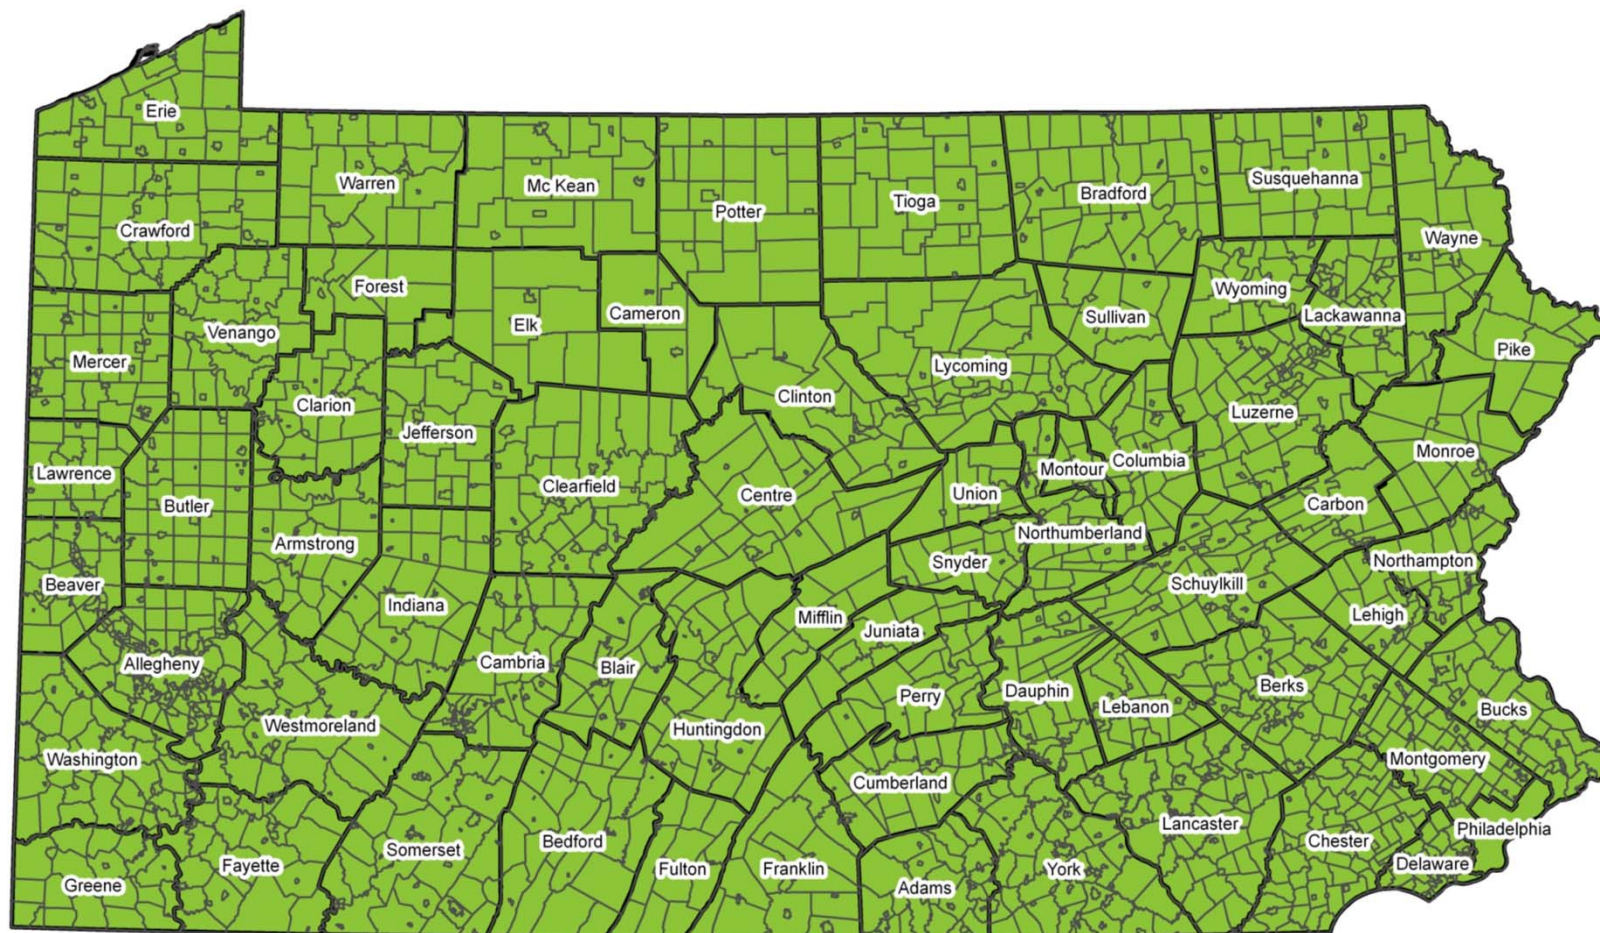 Erie
Warren
Mc Kean
Potter
Tioga
Bradford
Susquehanna
Wayne
Crawford
Forest
Elk
Cameron
Wyoming
Lackawanna
Sullivan
Pike
Mercer
Venango
Clarion
Jefferson
Clinton
Lycoming
Luzerne
Monroe
Lawrence
Butler
Clearfield
Centre
Union
Montour
Columbia
Carbon
Armstrong
Snyder
Northumberland
Northampton
Beaver
Indiana
Mifflin
Juniata
Schuylkill
Lehigh
Allegheny
Cambria
Blair
Perry
Dauphin
Lebanon
Berks
Bucks
Washington
Westmoreland
Huntingdon
Cumberland
Montgomery
Greene
Fayette
Somerset
Bedford
Fulton
Franklin
Adams
York
Lancaster
Chester
Delaware
Philadelphia